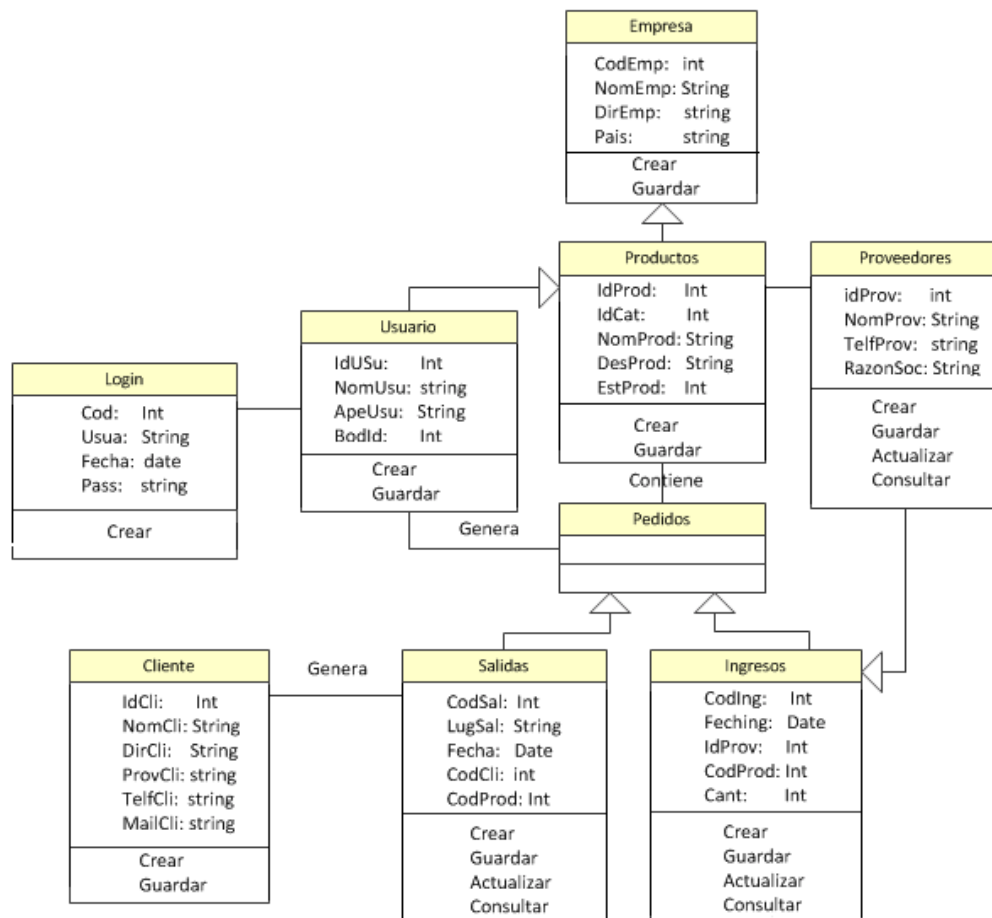 Empresa
CodEmp: int
NomEmp: String
DirEmp: string
Pais: string
Crear
Guardar
Productos
IdProd: Int
IdCat: Int
NomProd: String
DesProd: String
EstProd: Int
Crear
Guardar
Proveedores
idProv: int
NomProv: String
TelfProv: string
RazonSoc: String
Crear
Guardar
Actualizar
Consultar
Usuario
IdUSu: Int
NomUsu: string
ApeUsu: String
BodId: Int
Crear
Guardar
Login
Cod: Int
Usua: String
Fecha: date
Pass: string
Crear
Contiene
Genera
Pedidos
Cliente
IdCli: Int
NomCli: String
DirCli: String
ProvCli: string
TelfCli: string
MailCli: string
Crear
Guardar
Genera
Salidas
CodSal: Int
LugSal: String
Fecha: Date
CodCli: int
CodProd: Int
Crear
Guardar
Actualizar
Consultar
Ingresos
CodIng: Int
Feching: Date
IdProv: Int
CodProd: Int
Cant: Int
Crear
Guardar
Actualizar
Consultar